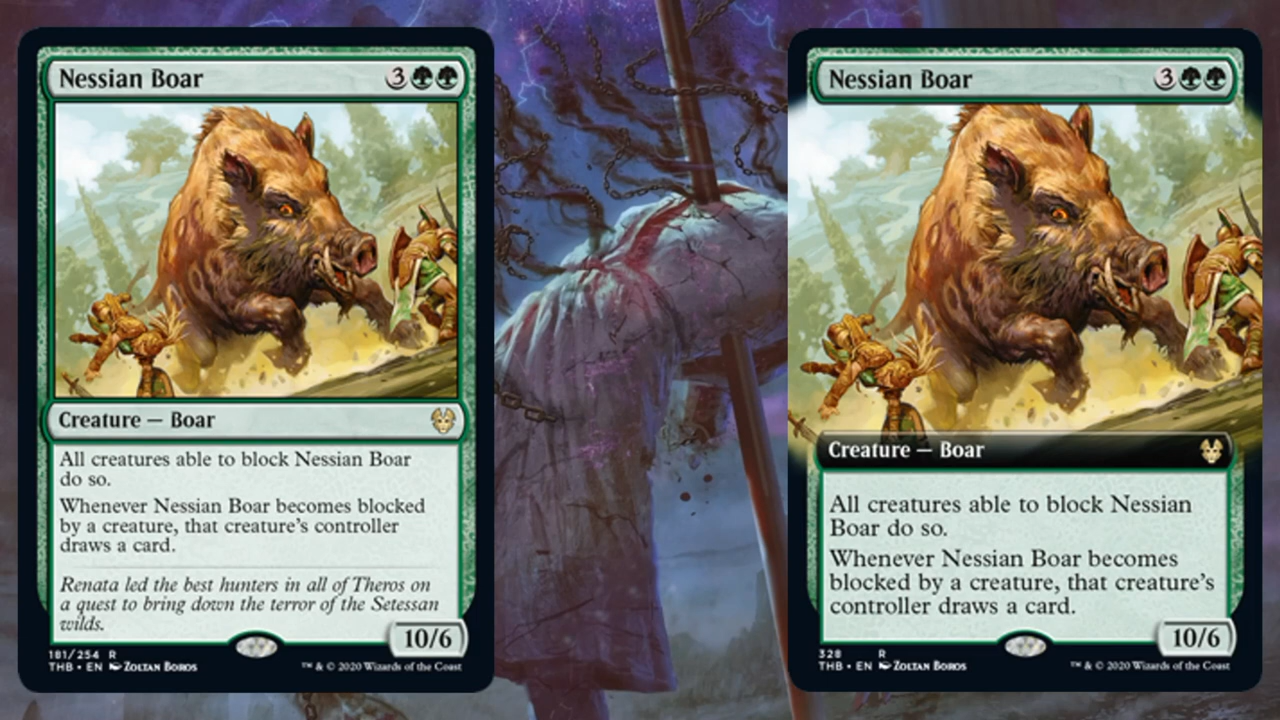 Nessian Boar 3
Creature — Boar
All creatures able to block Nessian Boar
do so.
Whenever Nessian Boar becomes blocked
by a creature, that creature's controller
draws a card.
Renata led the best hunters in all of Theros on
a quest to bring down the terror of the Setessan
wilds.
10/6
181/254 R
THB • EN Zoltan Boros
™ & © 2020 Wizards of the Coast
Nessian Boar 3
Creature — Boar
All creatures able to block Nessian
Boar do so.
Whenever Nessian Boar becomes
blocked by a creature, that creature's
controller draws a card.
10/6
328 R
THB • EN Zoltan Boros
™ & © 2020 Wizards of the Coast